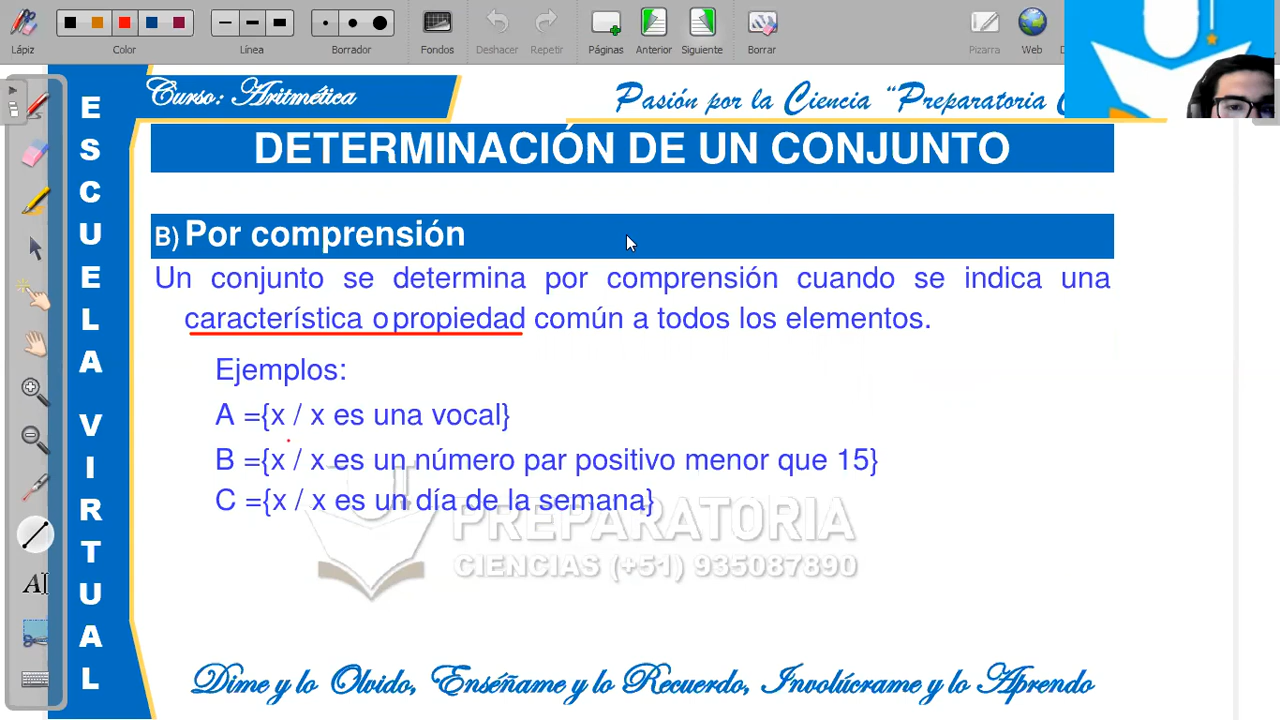 Lápiz
Color
Línea
Borrador
Fondos
Deshacer
Repetir
Páginas
Anterior
Siguiente
Borrar
Pizarra
Web
Curso: Aritmética
Pasión por la Ciencia "Preparatoria
ESCUELA VIRTUAL
DETERMINACIÓN DE UN CONJUNTO
B) Por comprensión
Un conjunto se determina por comprensión cuando se indica una
característica o propiedad común a todos los elementos.
Ejemplos:
A ={x / x es una vocal}
B ={x / x es un número par positivo menor que 15}
C ={x / x es un día de la semana}
PREPARATORIA
CIENCIAS (+51) 935087890
AI
Dime y lo Olvido, Enséñame y lo Recuerdo, Involúcrame y lo Aprendo